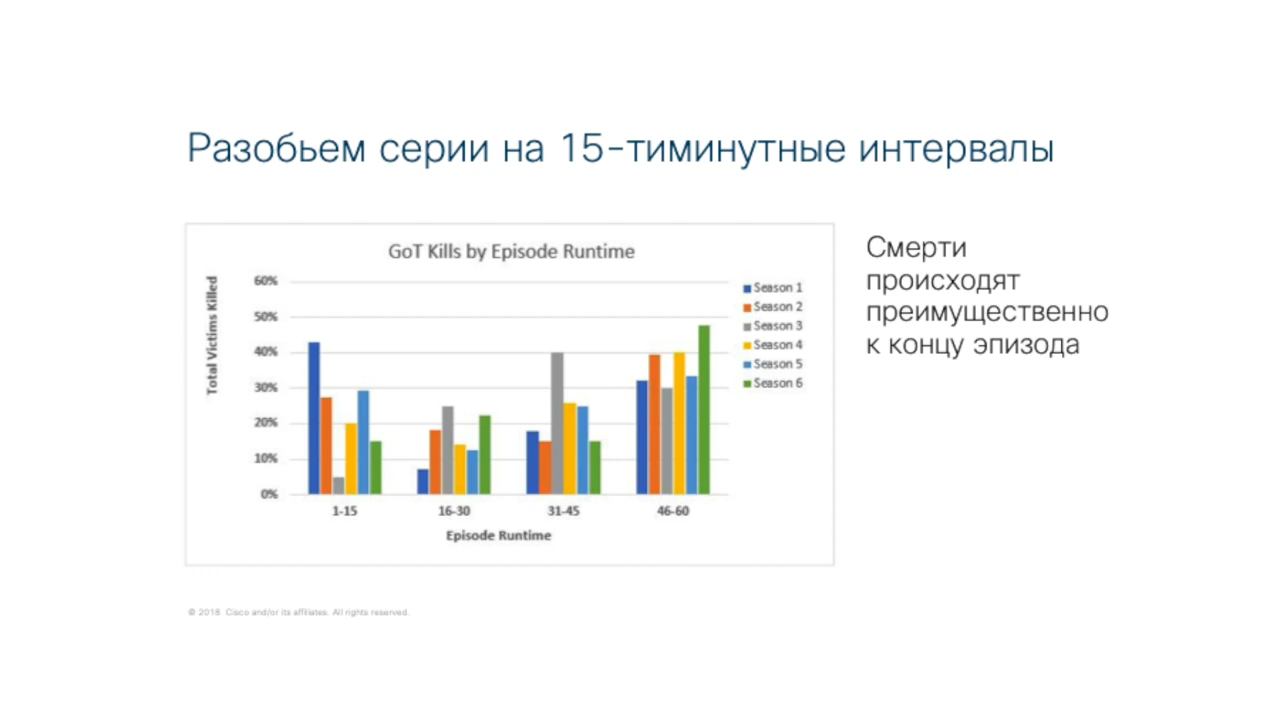 Разобьем серии на 15-тиминутные интервалы
GoT Kills by Episode Runtime
Total Victims Killed
60%
50%
40%
30%
20%
10%
0%
1-15
16-30
31-45
46-60
Episode Runtime
Season 1
Season 2
Season 3
Season 4
Season 5
Season 6
Смерти
происходят
преимущественно
к концу эпизода
© 2018 Cisco and/or its affiliates. All rights reserved.